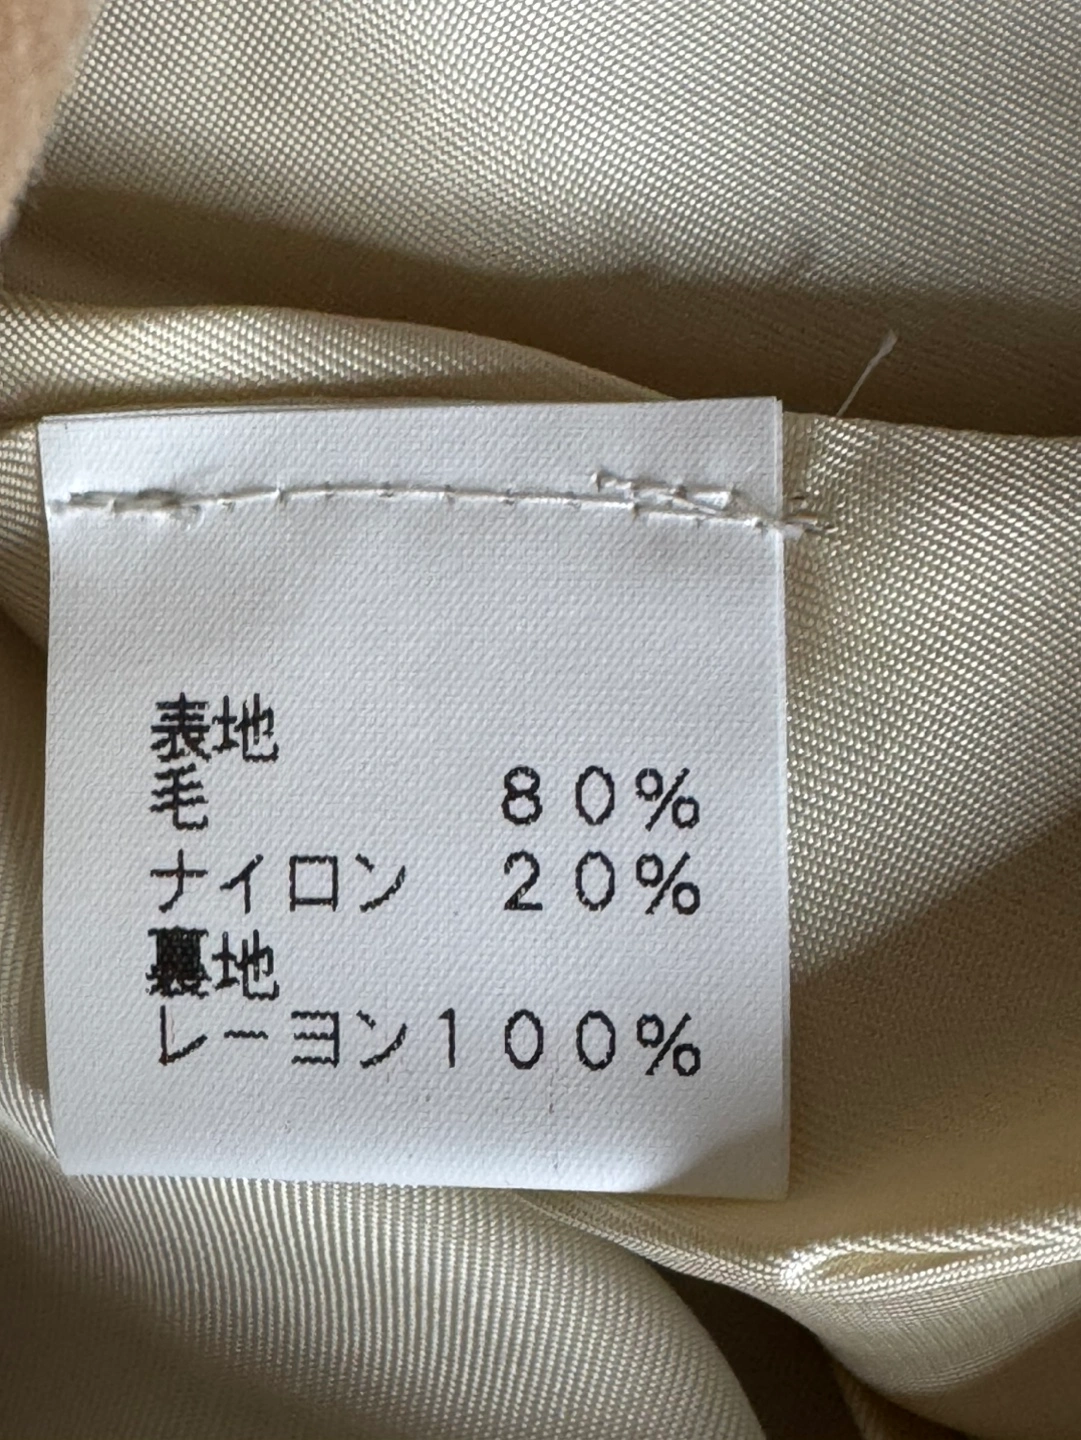 表地
毛 80%
ナイロン 20%
裏地
レーヨン100%